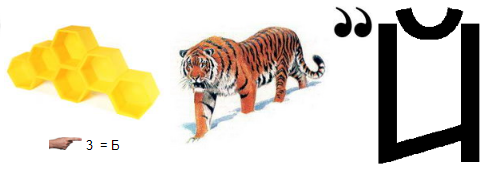 ,, Й
3 = Б